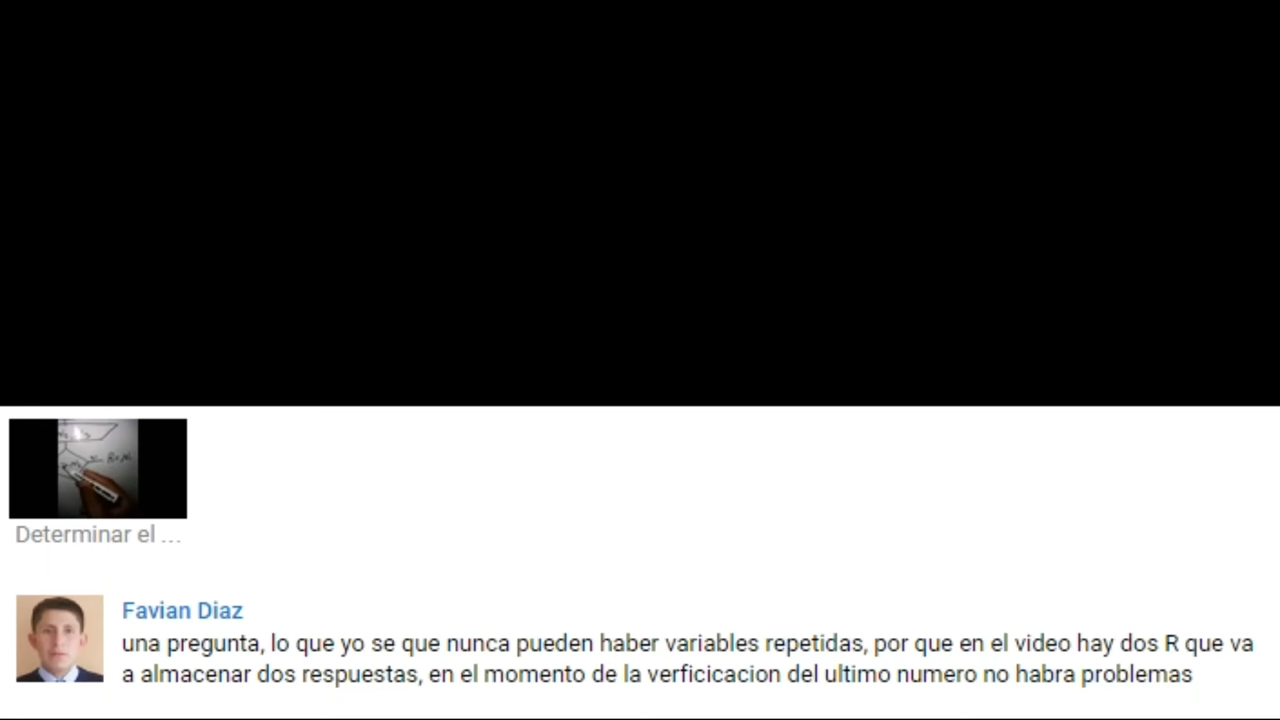 Determinar el ...
Favian Diaz
una pregunta, lo que yo se que nunca pueden haber variables repetidas, por que en el video hay dos R que va
a almacenar dos respuestas, en el momento de la verficicacion del ultimo numero no habra problemas